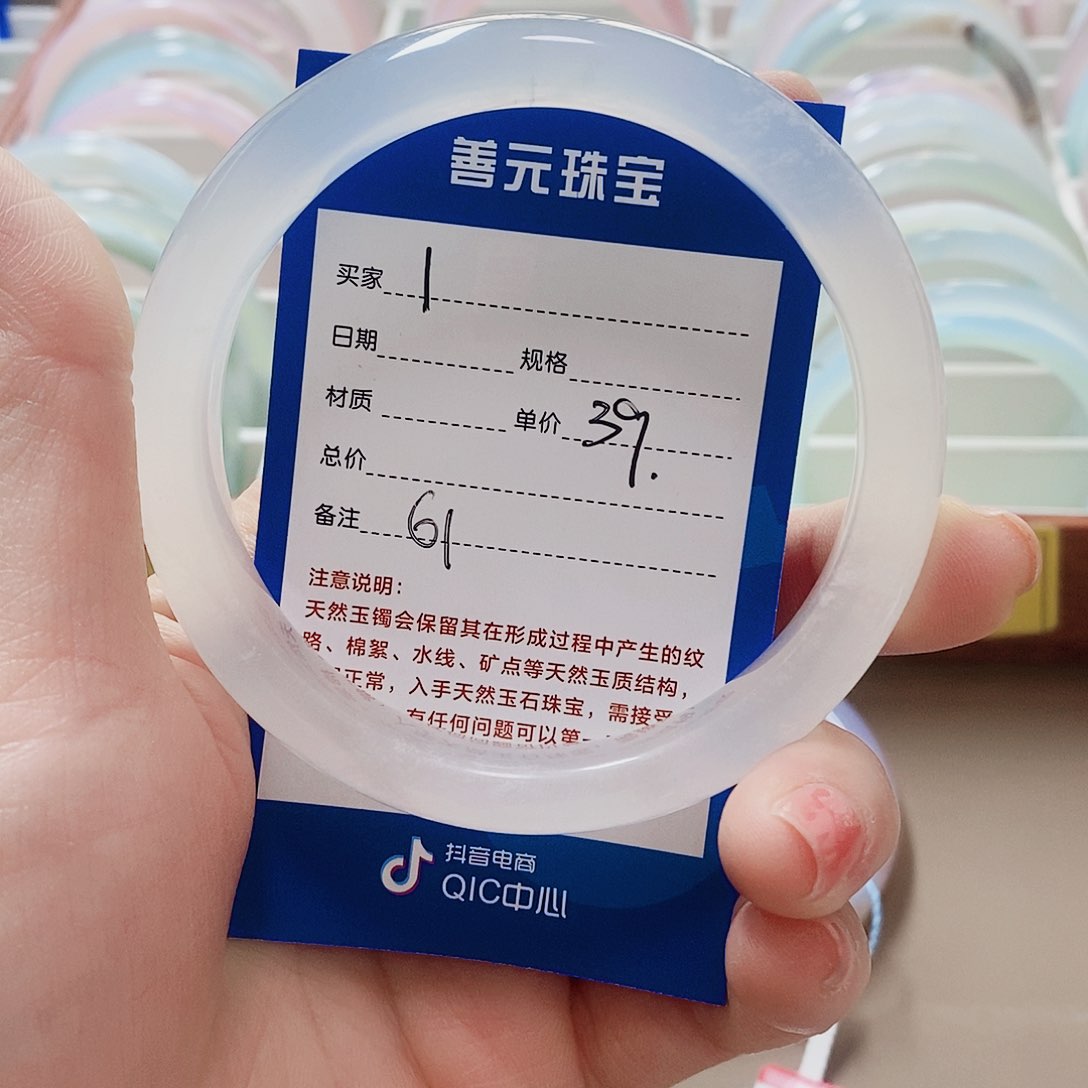 善元珠宝
买家 1
日期 规格
材质 单价 39.
总价
备注 61
注意说明：
天然玉镯会保留其在形成过程中产生的纹
路、棉絮、水线、矿点等天然玉质结构，
正常，入手天然玉石珠宝，需接受
有任何问题可以第一
抖音电商
QIC中心